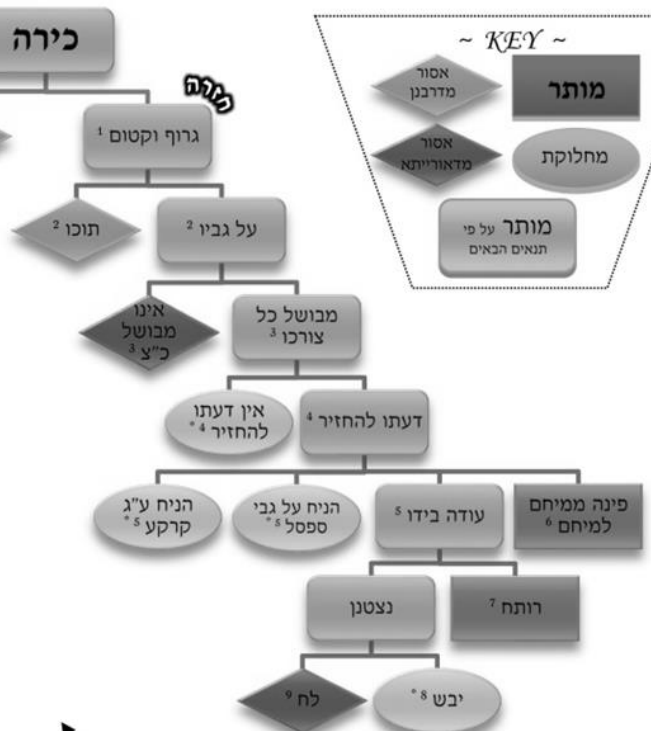 כירה
חזרה
גרוף וקטום ¹
תוכו ²
על גביו ²
אינו
מבושל
כ"צ ³
מבושל כל
צורכו ³
אין דעתו
להחזיר ⁴ *
דעתו להחזיר ⁴
הניח ע"ג
קרקע ⁵ *
הניח על גבי
ספסל ⁵ *
עודה בידו ⁵
פינה ממיחם
למיחם ⁶
נצטנן
רותח ⁷
לח ⁹
יבש ⁸ *
~ KEY ~
אסור
מדרבנן
מותר
אסור
מדאורייתא
מחלוקת
מותר על פי
תנאים הבאים